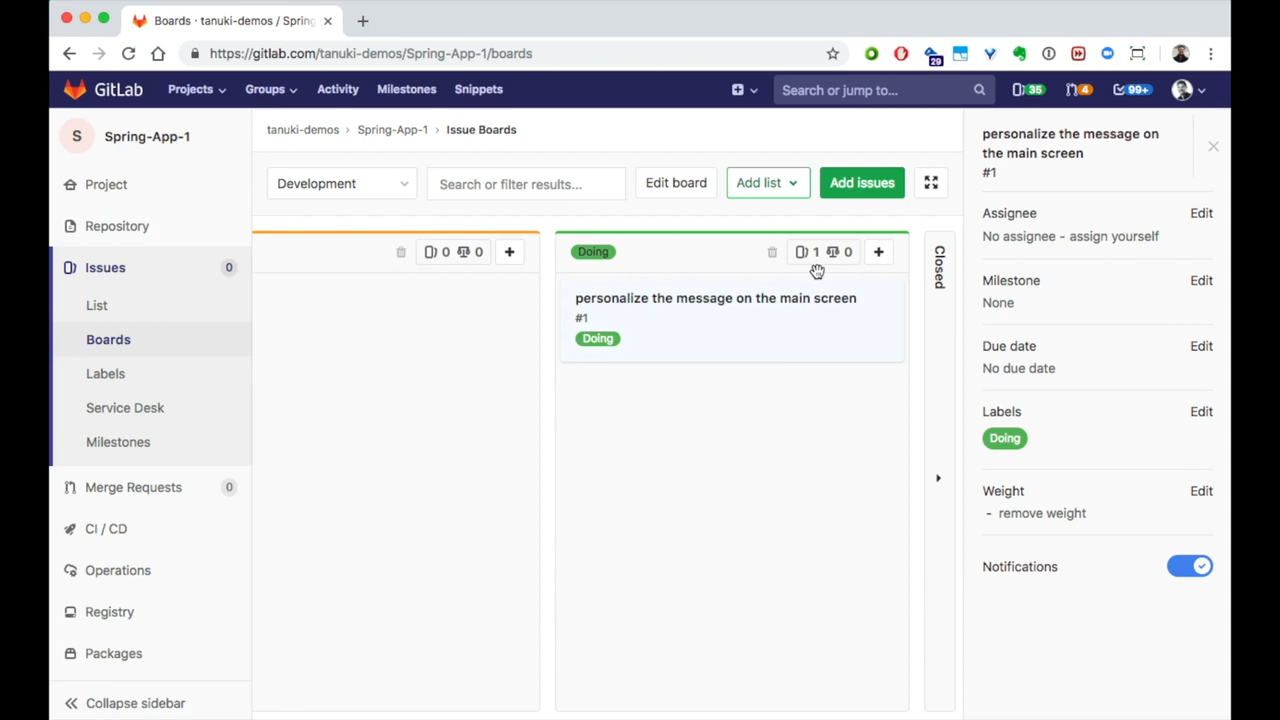 Boards · tanuki-demos / Spring
https://gitlab.com/tanuki-demos/Spring-App-1/boards
29
GitLab
Projects
Groups
Activity
Milestones
Snippets
Search or jump to...
35
4
99+
S
Spring-App-1
Project
Repository
Issues 0
List
Boards
Labels
Service Desk
Milestones
Merge Requests 0
CI / CD
Operations
Registry
Packages
Collapse sidebar
tanuki-demos > Spring-App-1 > Issue Boards
Development
Search or filter results...
Edit board
Add list
Add issues
0 0
Doing
1 0
personalize the message on the main screen
#1
Doing
Closed
personalize the message on
the main screen
#1
Assignee Edit
No assignee - assign yourself
Milestone Edit
None
Due date Edit
No due date
Labels Edit
Doing
Weight Edit
- remove weight
Notifications